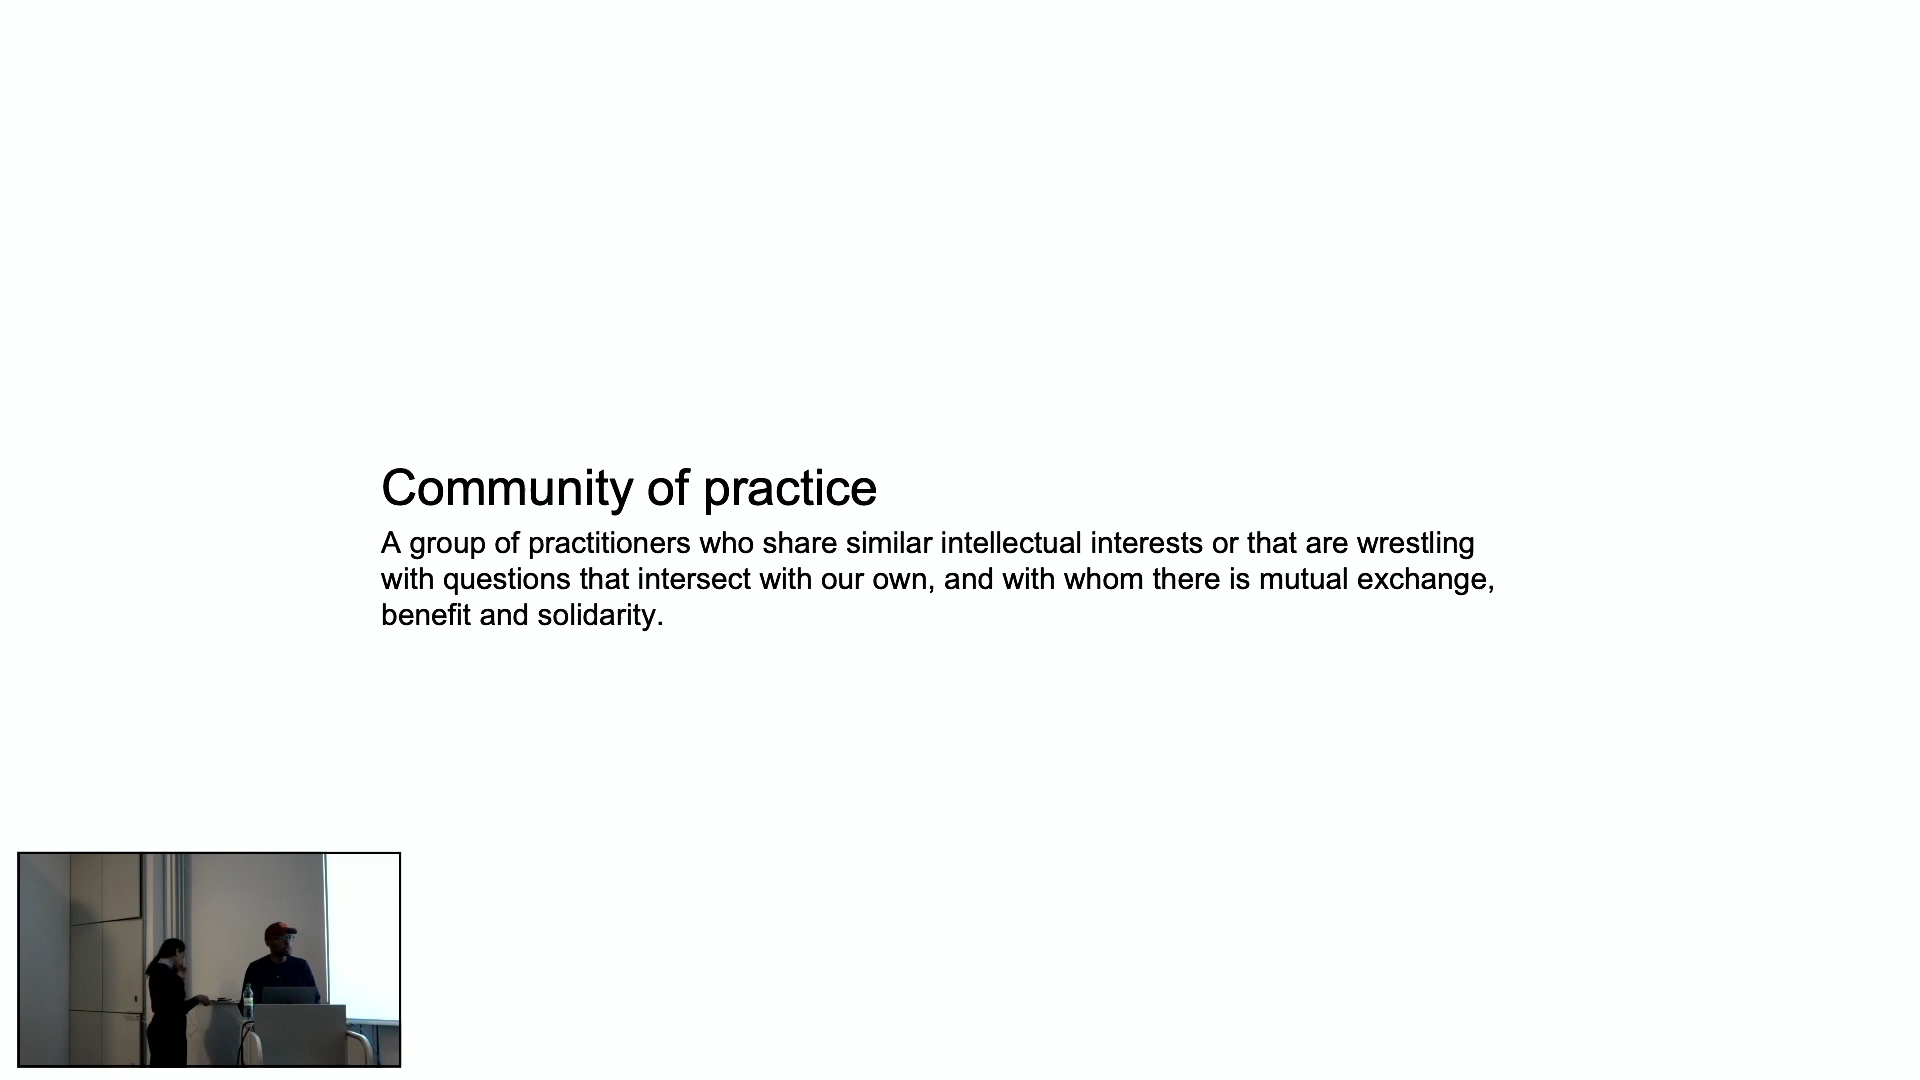 Community of practice
A group of practitioners who share similar intellectual interests or that are wrestling
with questions that intersect with our own, and with whom there is mutual exchange,
benefit and solidarity.